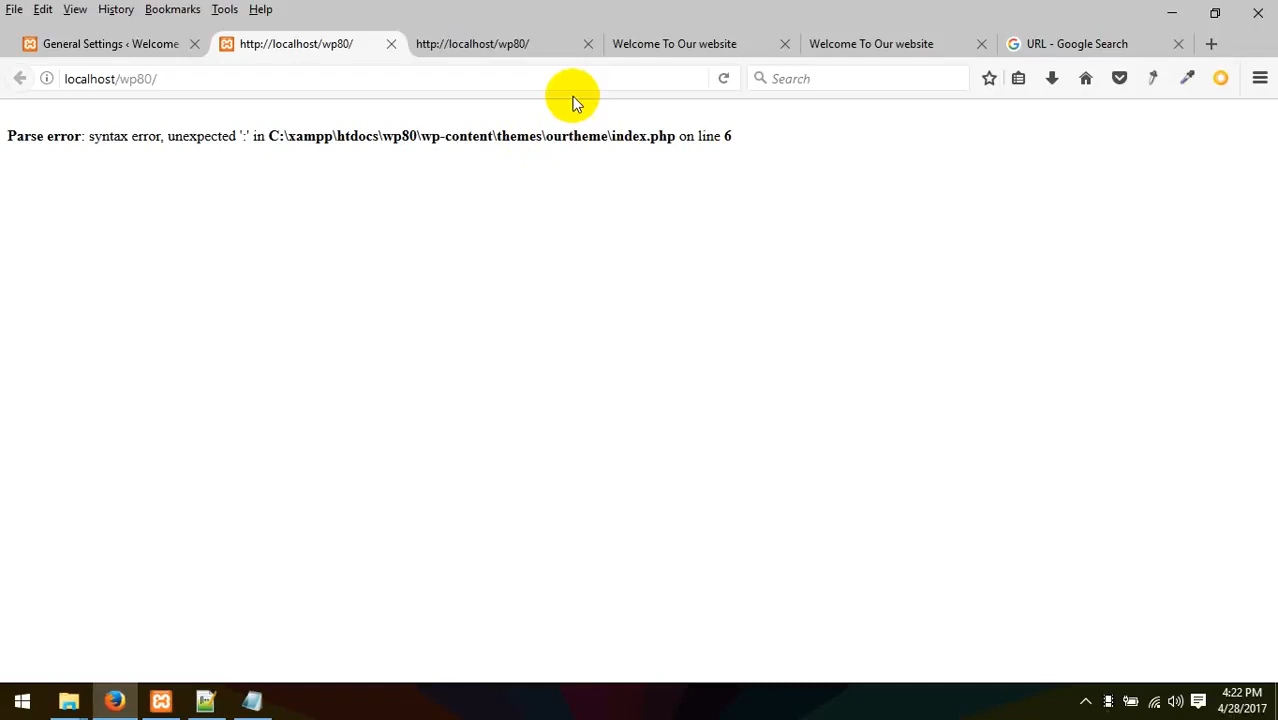 File Edit View History Bookmarks Tools Help
General Settings ‹ Welcome http://localhost/wp80/ http://localhost/wp80/ Welcome To Our website Welcome To Our website URL - Google Search
localhost/wp80/ Search
Parse error: syntax error, unexpected ':' in C:\xampp\htdocs\wp80\wp-content\themes\ourtheme\index.php on line 6
4:22 PM
4/28/2017